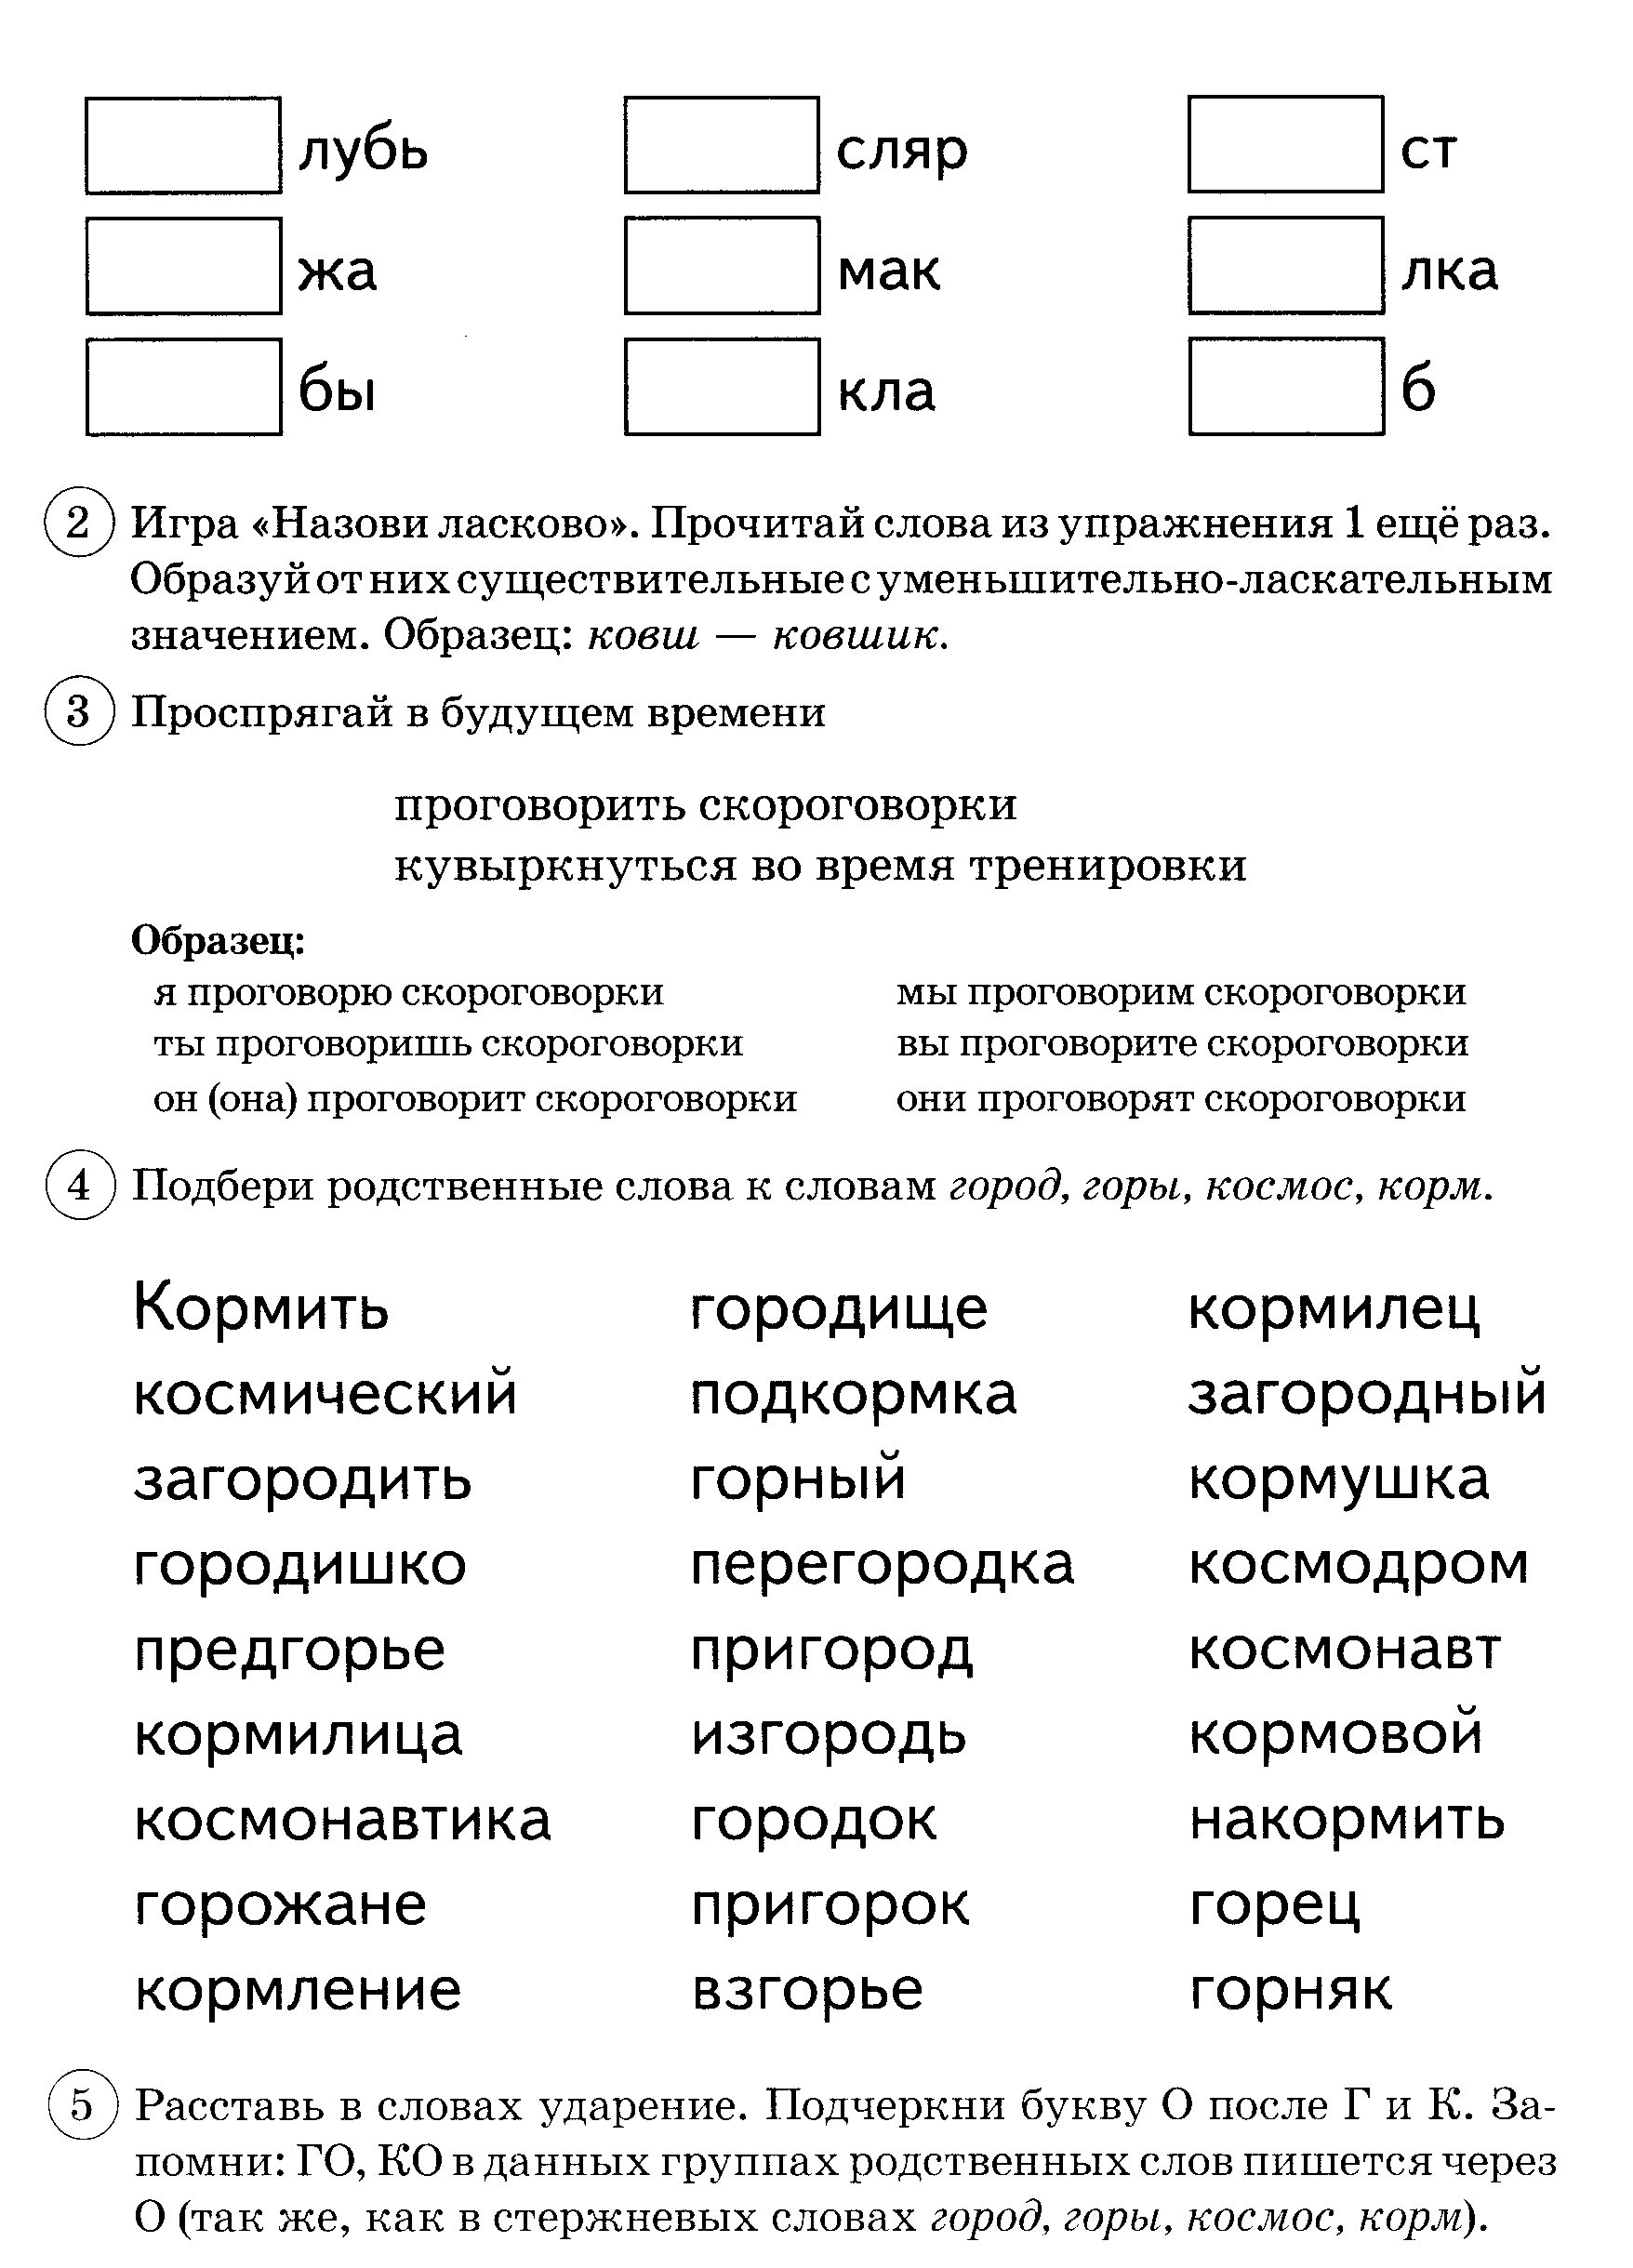 лубь сляр ст
жа мак лка
бы кла б
2 Игра «Назови ласково». Прочитай слова из упражнения 1 ещё раз.
Образуй от них существительные с уменьшительно-ласкательным
значением. Образец: ковш — ковшик.
3 Проспрягай в будущем времени
проговорить скороговорки
кувыркнуться во время тренировки
Образец:
я проговорю скороговорки мы проговорим скороговорки
ты проговоришь скороговорки вы проговорите скороговорки
он (она) проговорит скороговорки они проговорят скороговорки
4 Подбери родственные слова к словам город, горы, космос, корм.
Кормить городище кормилец
космический подкормка загородный
загородить горный кормушка
городишко перегородка космодром
предгорье пригород космонавт
кормилица изгородь кормовой
космонавтика городок накормить
горожане пригорок горец
кормление взгорье горняк
5 Расставь в словах ударение. Подчеркни букву О после Г и К. За-
помни: ГО, КО в данных группах родственных слов пишется через
О (так же, как в стержневых словах город, горы, космос, корм).